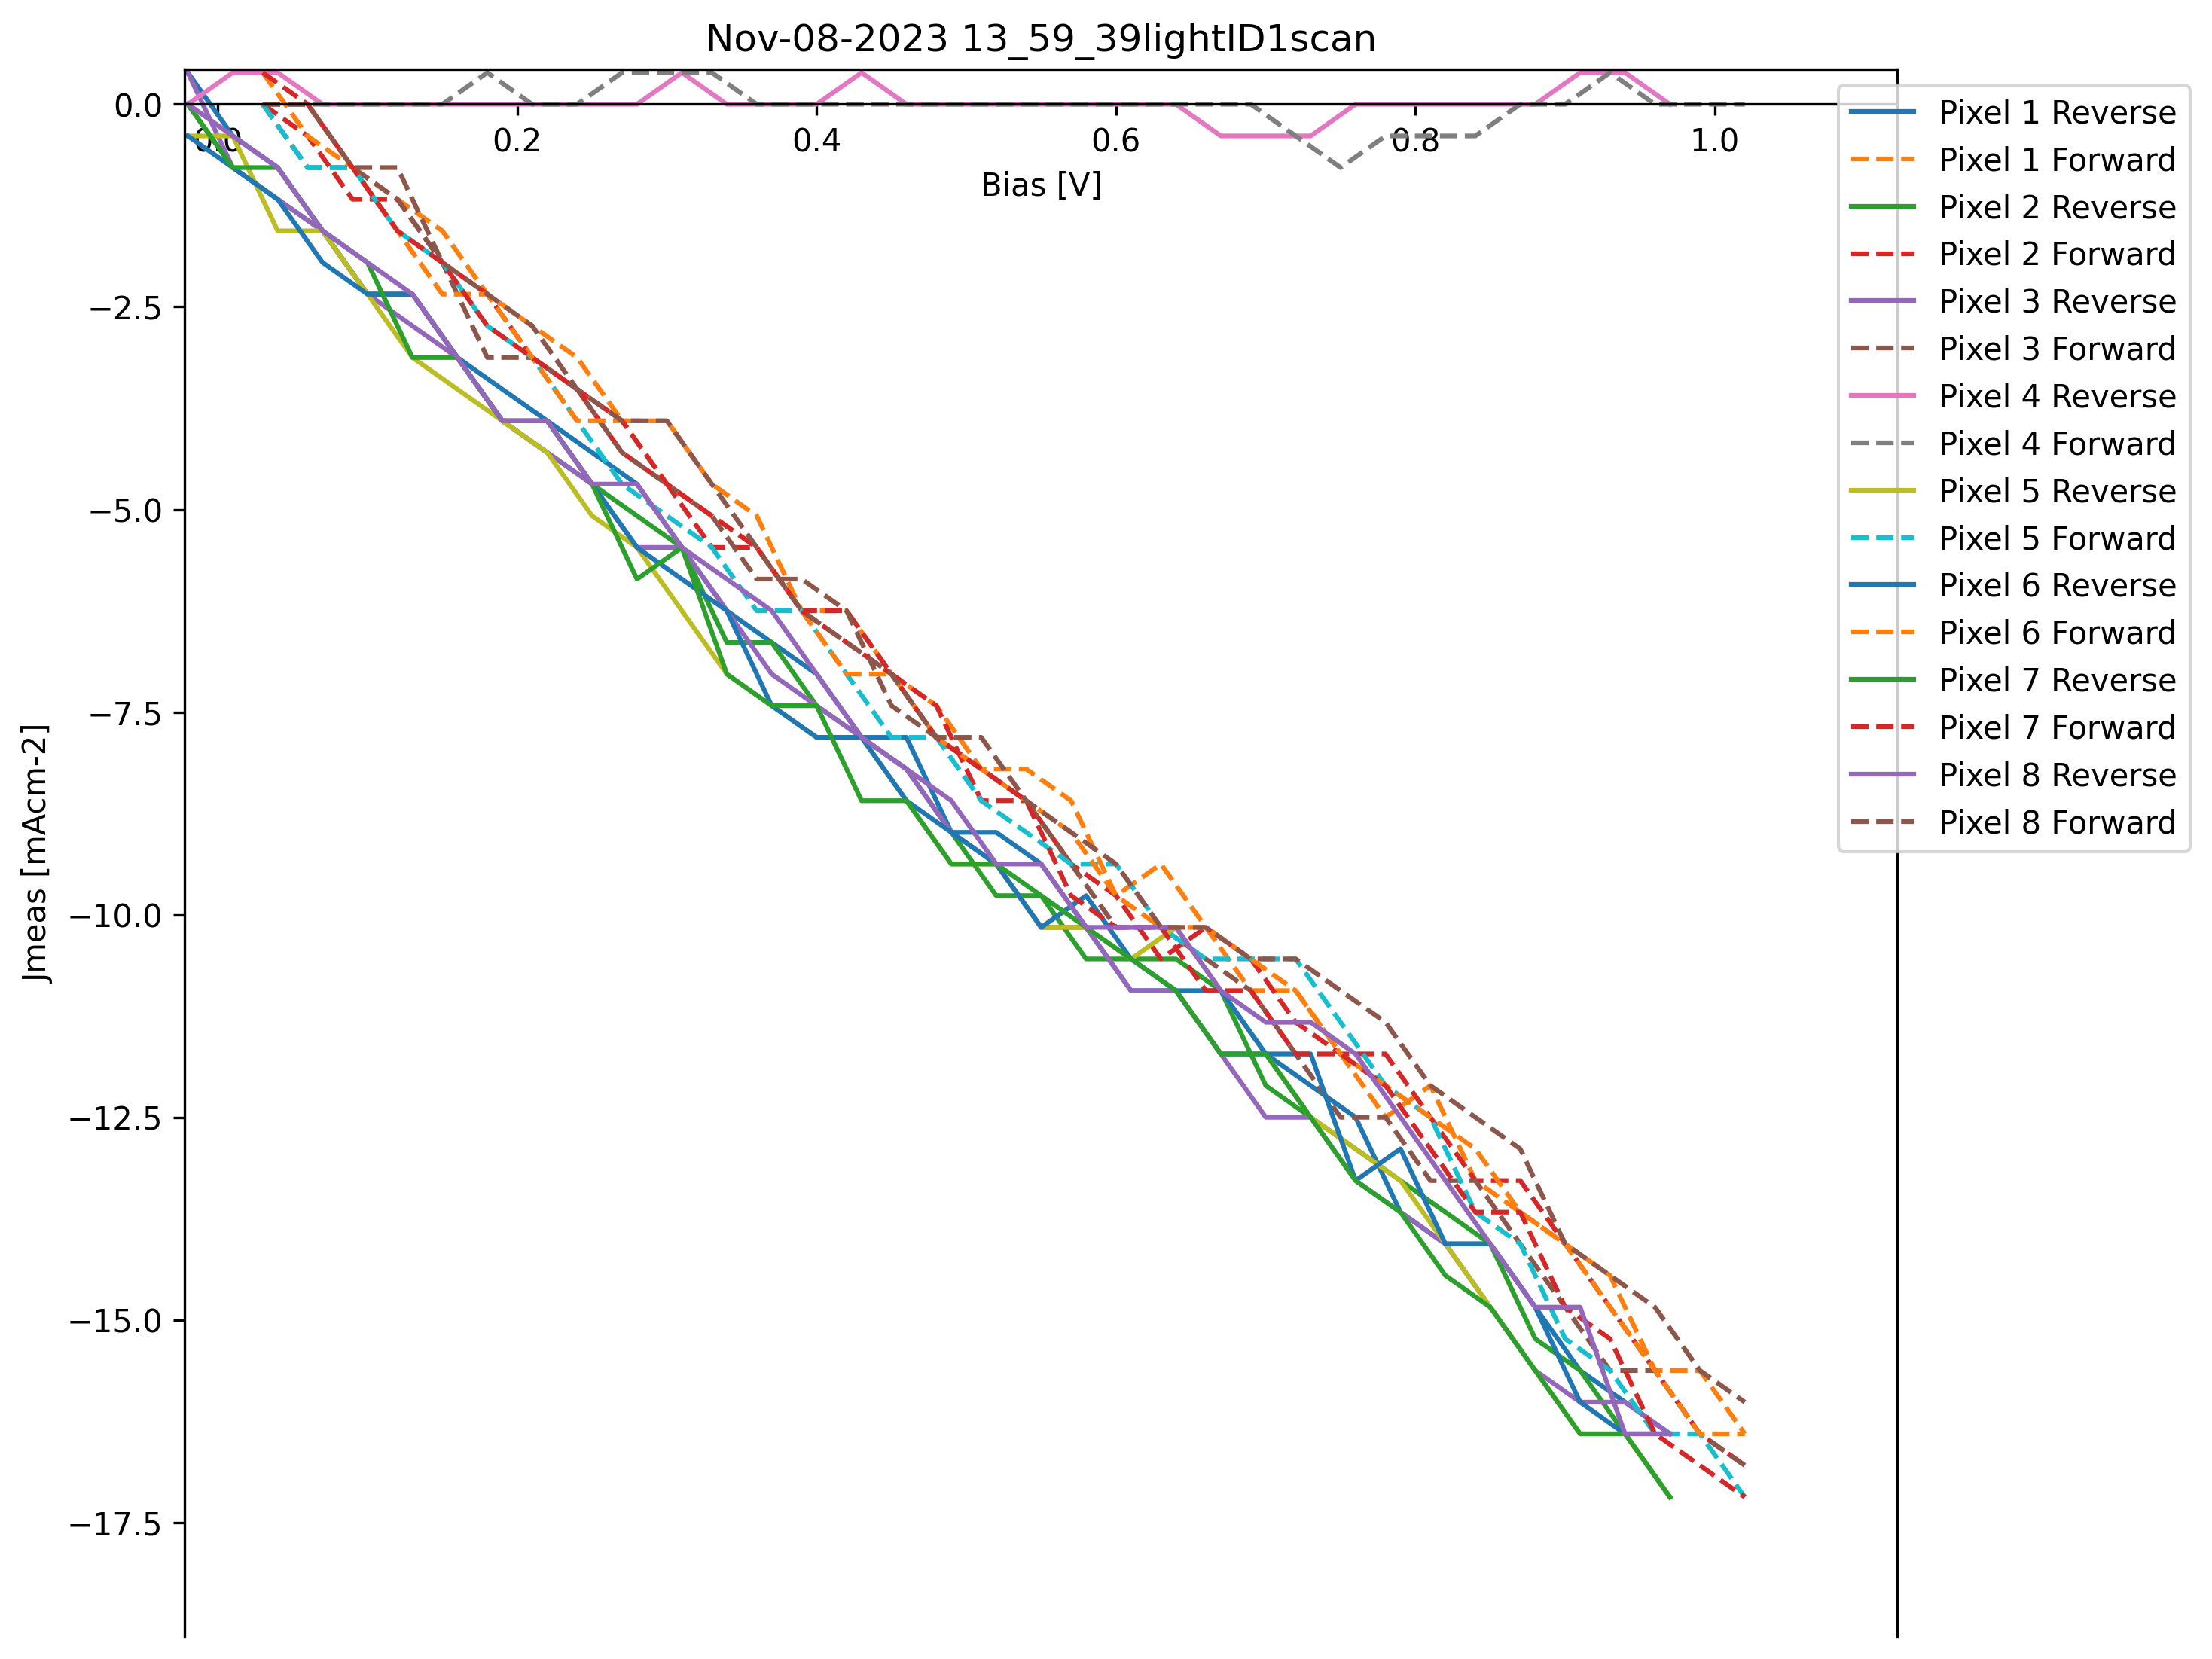 Nov-08-2023 13_59_39lightID1scan
0.0
0.0 0.2 0.4 0.6 0.8 1.0
Bias [V]
−2.5
−5.0
−7.5
−10.0
−12.5
−15.0
−17.5
Jmeas [mAcm-2]
Pixel 1 Reverse
Pixel 1 Forward
Pixel 2 Reverse
Pixel 2 Forward
Pixel 3 Reverse
Pixel 3 Forward
Pixel 4 Reverse
Pixel 4 Forward
Pixel 5 Reverse
Pixel 5 Forward
Pixel 6 Reverse
Pixel 6 Forward
Pixel 7 Reverse
Pixel 7 Forward
Pixel 8 Reverse
Pixel 8 Forward